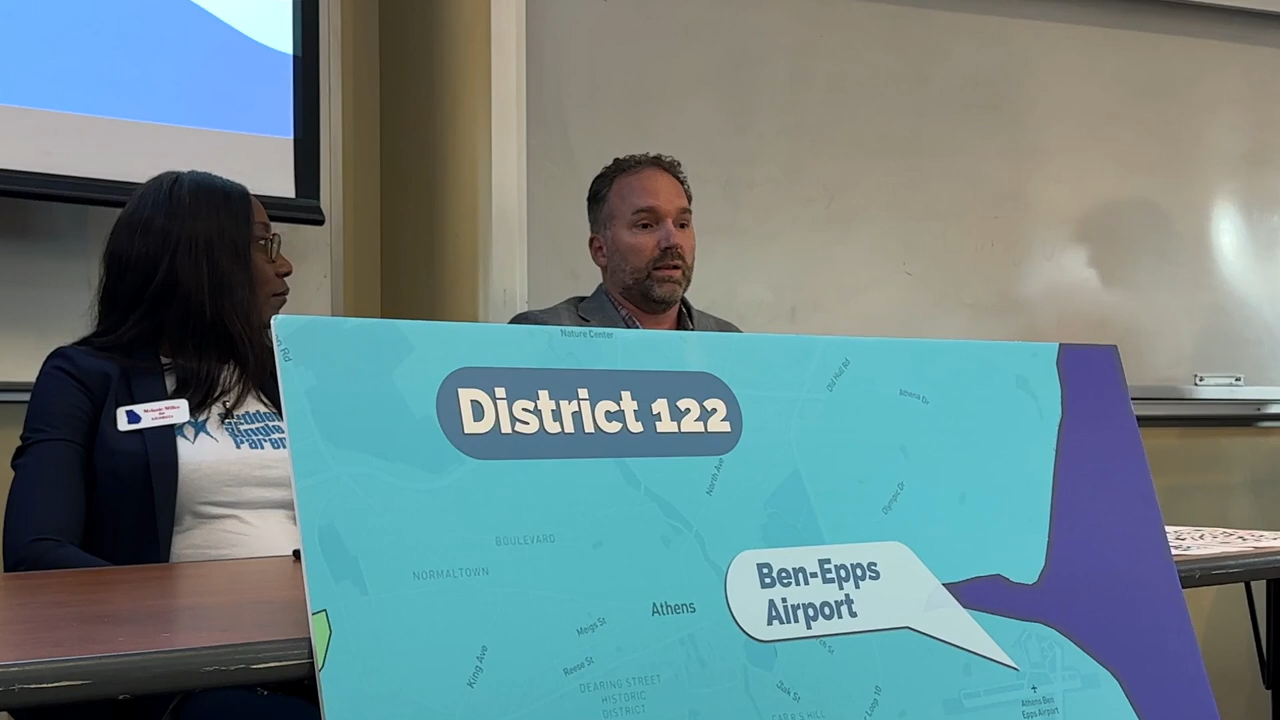 Nature Center
District 122
Old Hull Rd
Athena Dr
North Ave
Olympic Dr
BOULEVARD
NORMALTOWN
Ben-Epps
Airport
Athens
Meigs St
King Ave
Reese St
DEARING STREET
HISTORIC
DISTRICT
Oak St
CARR'S HILL
Loop 10
Athens Ben
Epps Airport